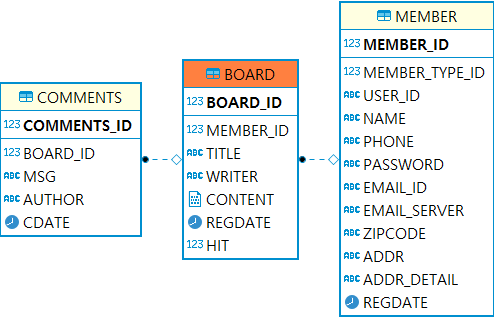 COMMENTS
123 COMMENTS_ID
123 BOARD_ID
ABC MSG
ABC AUTHOR
CDATE
BOARD
123 BOARD_ID
123 MEMBER_ID
ABC TITLE
ABC WRITER
CONTENT
REGDATE
123 HIT
MEMBER
123 MEMBER_ID
123 MEMBER_TYPE_ID
ABC USER_ID
ABC NAME
ABC PHONE
ABC PASSWORD
ABC EMAIL_ID
ABC EMAIL_SERVER
ABC ZIPCODE
ABC ADDR
ABC ADDR_DETAIL
REGDATE